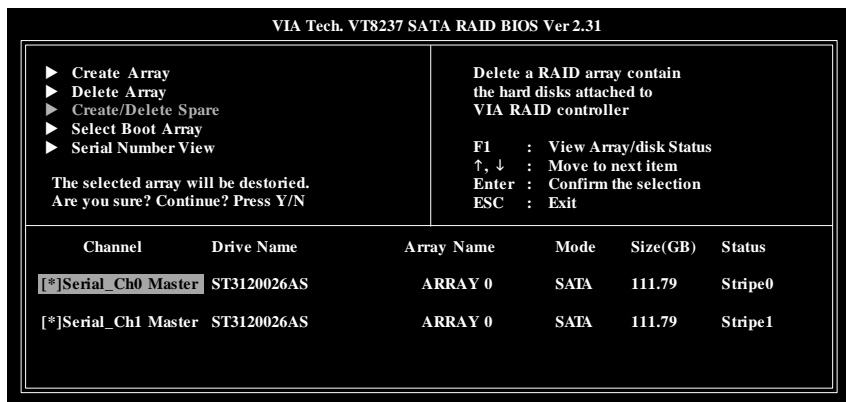 VIA Tech. VT8237 SATA RAID BIOS Ver 2.31
▶ Create Array
▶ Delete Array
▶ Create/Delete Spare
▶ Select Boot Array
▶ Serial Number View
The selected array will be destoried.
Are you sure? Continue? Press Y/N
Delete a RAID array contain
the hard disks attached to
VIA RAID controller
F1 : View Array/disk Status
↑, ↓ : Move to next item
Enter : Confirm the selection
ESC : Exit
Channel Drive Name Array Name Mode Size(GB) Status
[*]Serial_Ch0 Master ST3120026AS ARRAY 0 SATA 111.79 Stripe0
[*]Serial_Ch1 Master ST3120026AS ARRAY 0 SATA 111.79 Stripe1